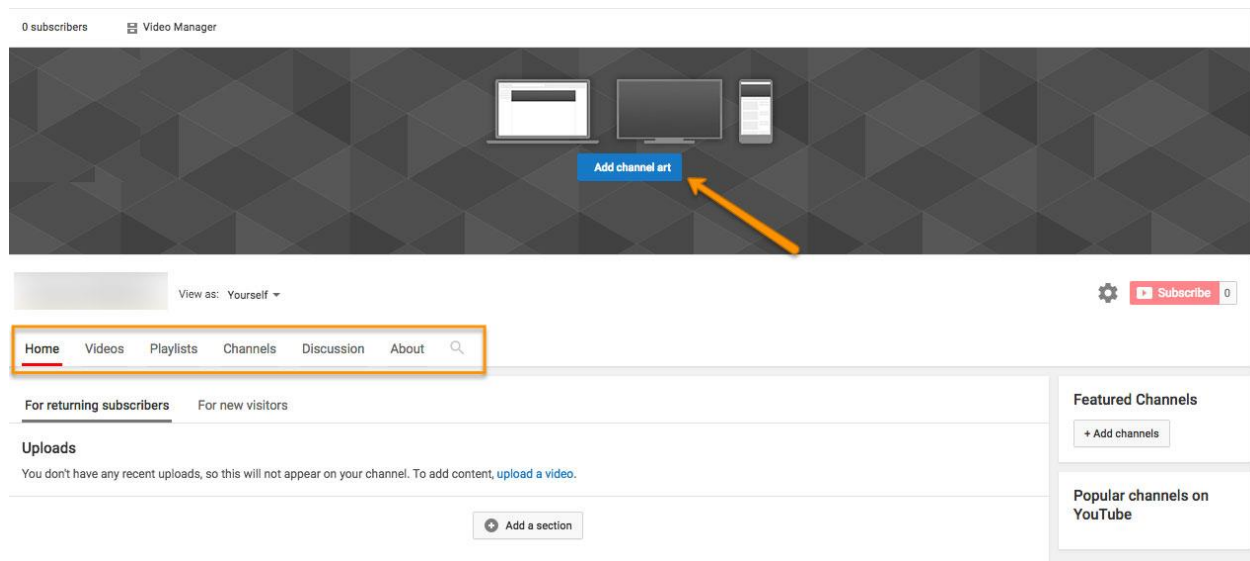 0 subscribers Video Manager
Add channel art
View as: Yourself
Subscribe 0
Home Videos Playlists Channels Discussion About
For returning subscribers For new visitors
Uploads
You don't have any recent uploads, so this will not appear on your channel. To add content, upload a video.
Add a section
Featured Channels
+ Add channels
Popular channels on
YouTube